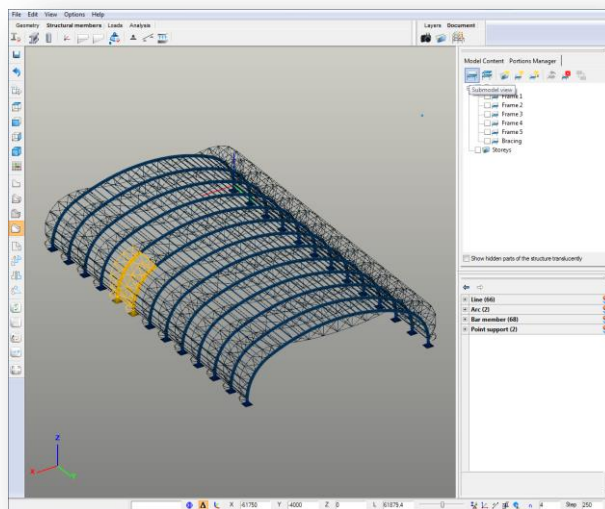 File Edit View Options Help
Geometry Structural members Loads Analysis
Layers Document
Model Content Portions Manager
Submodel view
Frame 1
Frame 2
Frame 3
Frame 4
Frame 5
Bracing
Storeys
Show hidden parts of the structure translucently
Line (66)
Arc (2)
Bar member (68)
Point support (2)
Z
X
X -61750 Y -4000 Z 0 L 61879.4 n 4 Step 250